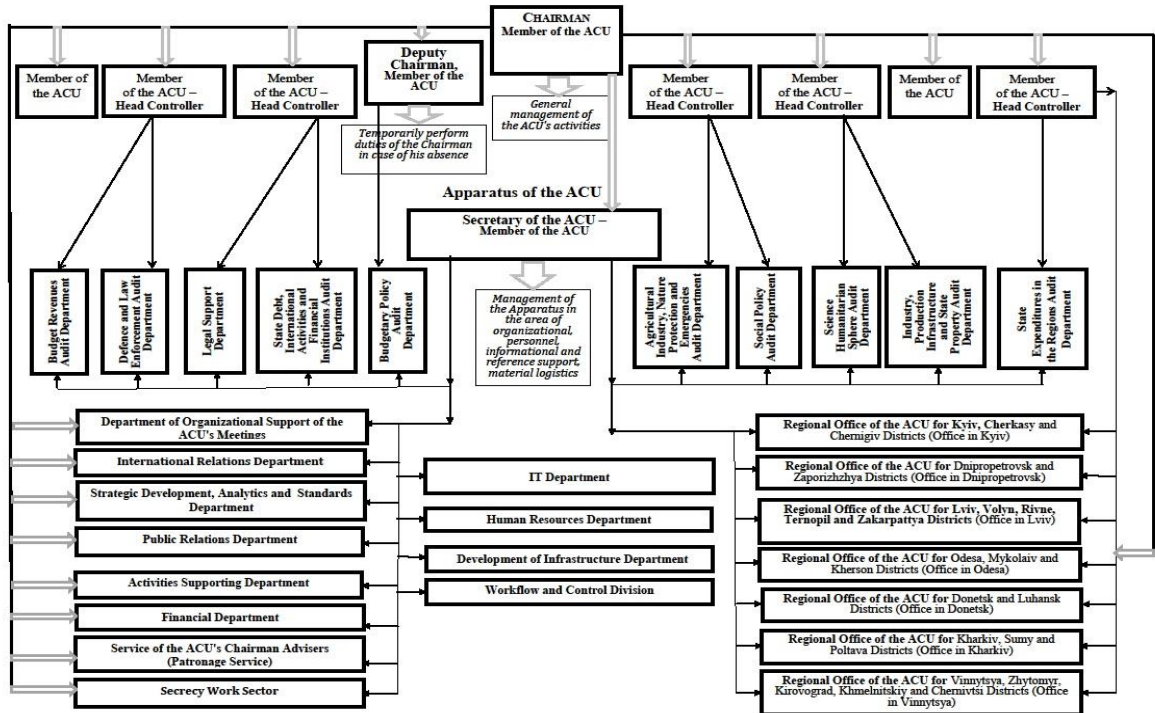 CHAIRMAN
Member of the ACU
Deputy
Chairman,
Member of the
ACU
Member of
the ACU
Member
of the ACU –
Head Controller
Member
of the ACU –
Head Controller
Member
of the ACU –
Head Controller
Member
of the ACU –
Head Controller
Member of
the ACU
Member
of the ACU –
Head Controller
Temporarily perform
duties of the Chairman
in case of his absence
General
management
of the ACU's activities
Apparatus of the ACU
Secretary of the ACU –
Member of the ACU
Management of
the Apparatus in
the area of
organizational,
personnel,
informational and
reference support,
material logistics
Budget Revenues
Audit Department
Defence and Law
Enforcement Audit
Department
Legal Support
Department
State Debt,
International
Activities and
Financial
Institutions Audit
Department
Budgetary Policy
Audit
Department
Agricultural
Industry, Nature
Protection and
Emergencies
Audit Department
Social Policy
Audit Department
Science
Humanitarian
Sphere Audit
Department
Industry,
Production
Infrastructure
and State
Property Audit
Department
State
Expenditures in
the Regions Audit
Department
Department of Organizational Support of the
ACU's Meetings
International Relations Department
Strategic Development, Analytics and Standards
Department
Public Relations Department
Activities Supporting Department
Financial Department
Service of the ACU's Chairman Advisers
(Patronage Service)
Secrecy Work Sector
IT Department
Human Resources Department
Development of Infrastructure Department
Workflow and Control Division
Regional Office of the ACU for Kyiv, Cherkasy and
Chernigiv Districts (Office in Kyiv)
Regional Office of the ACU for Dnipropetrovsk and
Zaporizhzhya Districts (Office in Dnipropetrovsk)
Regional Office of the ACU for Lviv, Volyn, Rivne,
Ternopil and Zakarpattya Districts (Office in Lviv)
Regional Office of the ACU for Odesa, Mykolaiv and
Kherson Districts (Office in Odesa)
Regional Office of the ACU for Donetsk and Luhansk
Districts (Office in Donetsk)
Regional Office of the ACU for Kharkiv, Sumy and
Poltava Districts (Office in Kharkiv)
Regional Office of the ACU for Vinnytsya, Zhytomyr,
Kirovograd, Khmelnitskiy and Chernivtsi Districts (Office
in Vinnytsya)